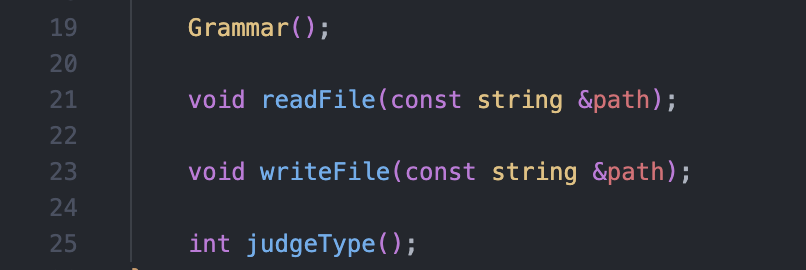 19 Grammar();
20
21 void readFile(const string &path);
22
23 void writeFile(const string &path);
24
25 int judgeType();